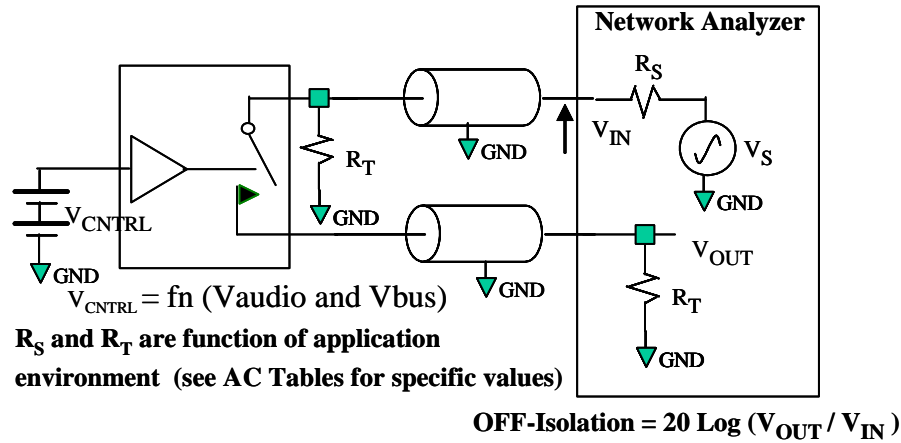 Network Analyzer
R_S
V_IN
V_S
GND
R_T
GND
GND
V_CNTRL
GND
GND
V_OUT
R_T
GND
V_CNTRL = fn (Vaudio and Vbus)
R_S and R_T are function of application
environment (see AC Tables for specific values)
OFF-Isolation = 20 Log (V_OUT / V_IN )